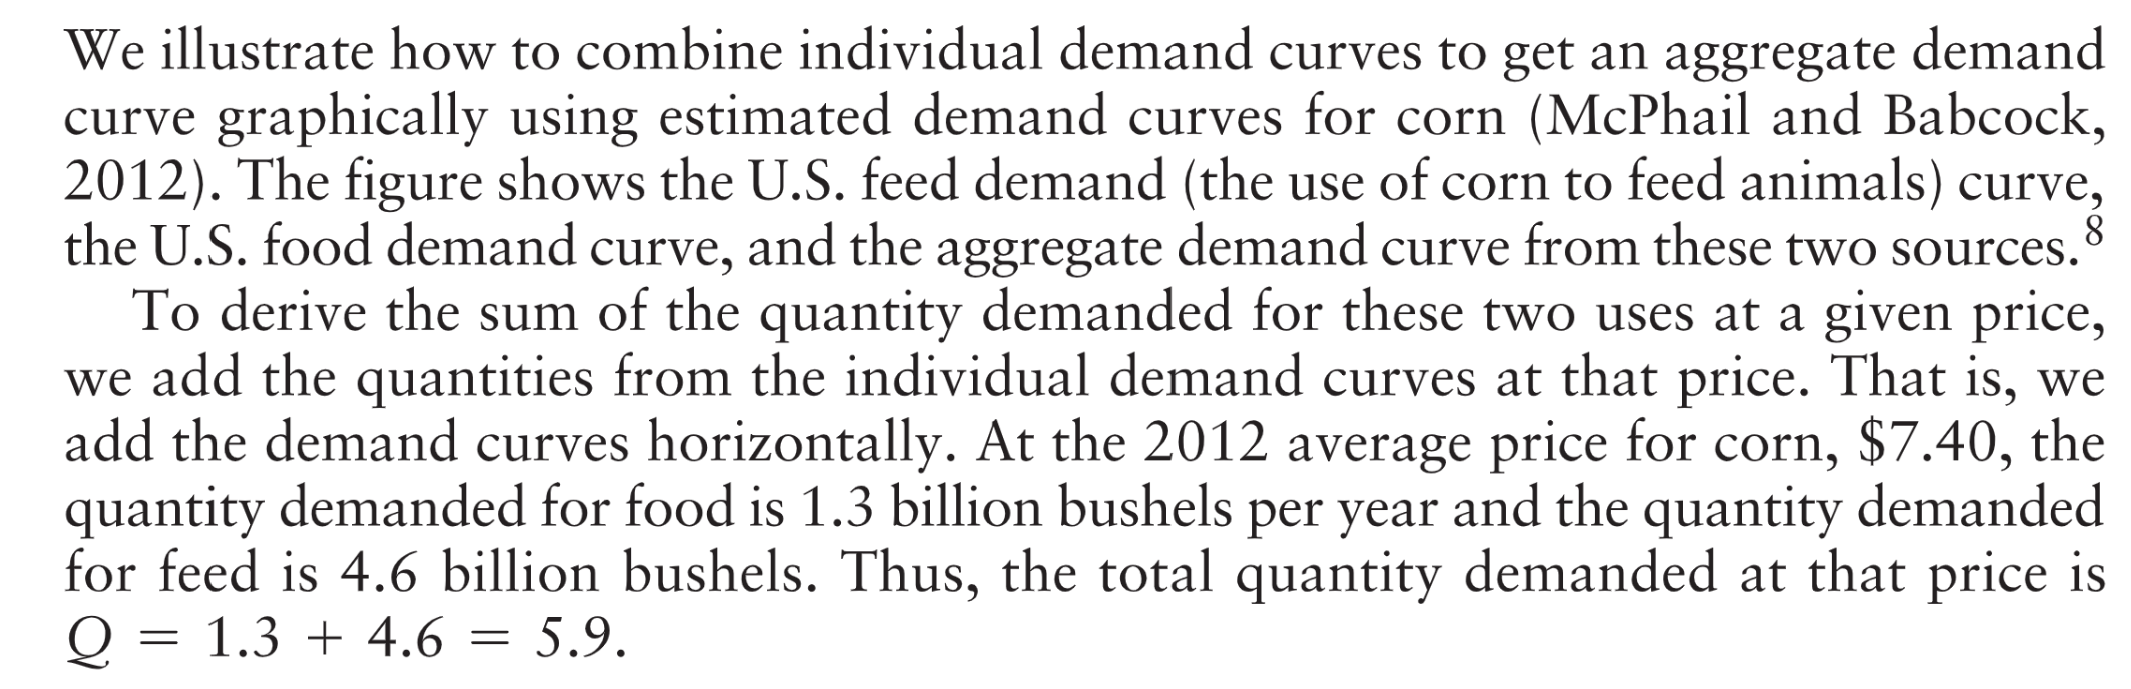 We illustrate how to combine individual demand curves to get an aggregate demand
curve graphically using estimated demand curves for corn (McPhail and Babcock,
2012). The figure shows the U.S. feed demand (the use of corn to feed animals) curve,
the U.S. food demand curve, and the aggregate demand curve from these two sources.⁸
To derive the sum of the quantity demanded for these two uses at a given price,
we add the quantities from the individual demand curves at that price. That is, we
add the demand curves horizontally. At the 2012 average price for corn, $7.40, the
quantity demanded for food is 1.3 billion bushels per year and the quantity demanded
for feed is 4.6 billion bushels. Thus, the total quantity demanded at that price is
Q = 1.3 + 4.6 = 5.9.